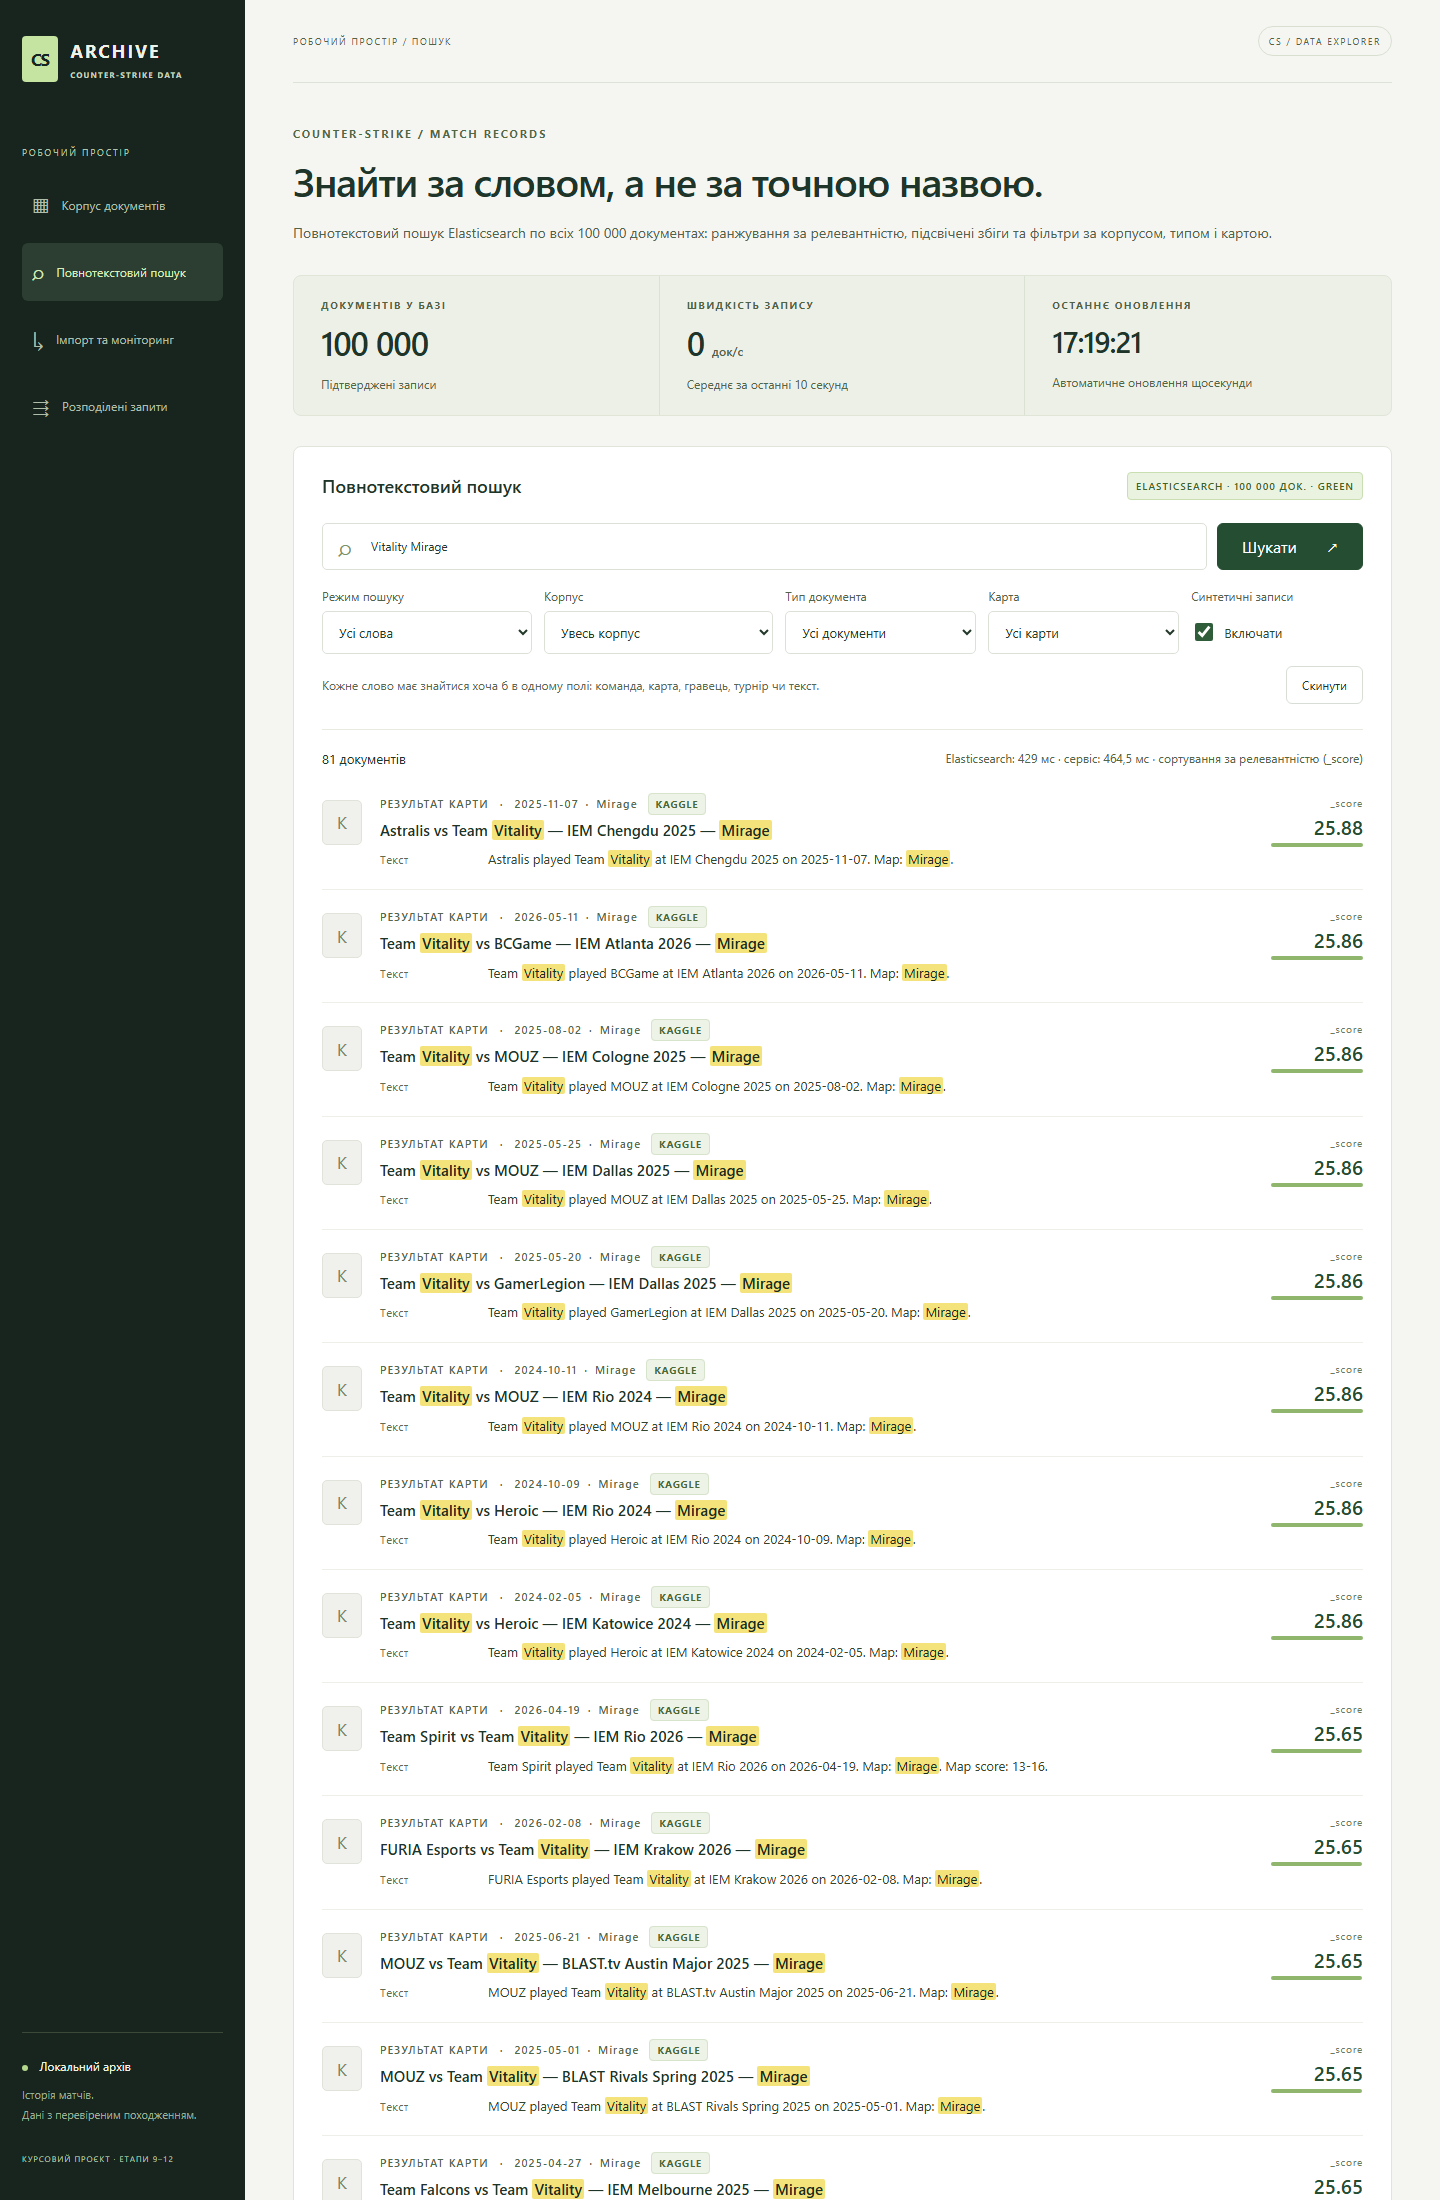 CS
ARCHIVE
COUNTER-STRIKE DATA
РОБОЧИЙ ПРОСТІР
Корпус документів
Повнотекстовий пошук
Імпорт та моніторинг
Розподілені запити
Локальний архів
Історія матчів.
Дані з перевіреним походженням.
КУРСОВИЙ ПРОЄКТ · ЕТАПИ 9–12
РОБОЧИЙ ПРОСТІР / ПОШУК
CS / DATA EXPLORER
COUNTER-STRIKE / MATCH RECORDS
Знайти за словом, а не за точною назвою.
Повнотекстовий пошук Elasticsearch по всіх 100 000 документах: ранжування за релевантністю, підсвічені збіги та фільтри за корпусом, типом і картою.
ДОКУМЕНТІВ У БАЗІ
100 000
Підтверджені записи
ШВИДКІСТЬ ЗАПИСУ
0 док/с
Середнє за останні 10 секунд
ОСТАННЄ ОНОВЛЕННЯ
17:19:21
Автоматичне оновлення щосекунди
Повнотекстовий пошук
ELASTICSEARCH · 100 000 ДОК. · GREEN
Vitality Mirage
Шукати ↗
Режим пошуку
Усі слова
Корпус
Увесь корпус
Тип документа
Усі документи
Карта
Усі карти
Синтетичні записи
Включати
Кожне слово має знайтися хоча б в одному полі: команда, карта, гравець, турнір чи текст.
Скинути
81 документів
Elasticsearch: 429 мс · сервіс: 464,5 мс · сортування за релевантністю (_score)
K
РЕЗУЛЬТАТ КАРТИ · 2025-11-07 · Mirage KAGGLE
Astralis vs Team Vitality — IEM Chengdu 2025 — Mirage
Текст Astralis played Team Vitality at IEM Chengdu 2025 on 2025-11-07. Map: Mirage.
_score
25.88
K
РЕЗУЛЬТАТ КАРТИ · 2026-05-11 · Mirage KAGGLE
Team Vitality vs BCGame — IEM Atlanta 2026 — Mirage
Текст Team Vitality played BCGame at IEM Atlanta 2026 on 2026-05-11. Map: Mirage.
_score
25.86
K
РЕЗУЛЬТАТ КАРТИ · 2025-08-02 · Mirage KAGGLE
Team Vitality vs MOUZ — IEM Cologne 2025 — Mirage
Текст Team Vitality played MOUZ at IEM Cologne 2025 on 2025-08-02. Map: Mirage.
_score
25.86
K
РЕЗУЛЬТАТ КАРТИ · 2025-05-25 · Mirage KAGGLE
Team Vitality vs MOUZ — IEM Dallas 2025 — Mirage
Текст Team Vitality played MOUZ at IEM Dallas 2025 on 2025-05-25. Map: Mirage.
_score
25.86
K
РЕЗУЛЬТАТ КАРТИ · 2025-05-20 · Mirage KAGGLE
Team Vitality vs GamerLegion — IEM Dallas 2025 — Mirage
Текст Team Vitality played GamerLegion at IEM Dallas 2025 on 2025-05-20. Map: Mirage.
_score
25.86
K
РЕЗУЛЬТАТ КАРТИ · 2024-10-11 · Mirage KAGGLE
Team Vitality vs MOUZ — IEM Rio 2024 — Mirage
Текст Team Vitality played MOUZ at IEM Rio 2024 on 2024-10-11. Map: Mirage.
_score
25.86
K
РЕЗУЛЬТАТ КАРТИ · 2024-10-09 · Mirage KAGGLE
Team Vitality vs Heroic — IEM Rio 2024 — Mirage
Текст Team Vitality played Heroic at IEM Rio 2024 on 2024-10-09. Map: Mirage.
_score
25.86
K
РЕЗУЛЬТАТ КАРТИ · 2024-02-05 · Mirage KAGGLE
Team Vitality vs Heroic — IEM Katowice 2024 — Mirage
Текст Team Vitality played Heroic at IEM Katowice 2024 on 2024-02-05. Map: Mirage.
_score
25.86
K
РЕЗУЛЬТАТ КАРТИ · 2026-04-19 · Mirage KAGGLE
Team Spirit vs Team Vitality — IEM Rio 2026 — Mirage
Текст Team Spirit played Team Vitality at IEM Rio 2026 on 2026-04-19. Map: Mirage. Map score: 13-16.
_score
25.65
K
РЕЗУЛЬТАТ КАРТИ · 2026-02-08 · Mirage KAGGLE
FURIA Esports vs Team Vitality — IEM Krakow 2026 — Mirage
Текст FURIA Esports played Team Vitality at IEM Krakow 2026 on 2026-02-08. Map: Mirage.
_score
25.65
K
РЕЗУЛЬТАТ КАРТИ · 2025-06-21 · Mirage KAGGLE
MOUZ vs Team Vitality — BLAST.tv Austin Major 2025 — Mirage
Текст MOUZ played Team Vitality at BLAST.tv Austin Major 2025 on 2025-06-21. Map: Mirage.
_score
25.65
K
РЕЗУЛЬТАТ КАРТИ · 2025-05-01 · Mirage KAGGLE
MOUZ vs Team Vitality — BLAST Rivals Spring 2025 — Mirage
Текст MOUZ played Team Vitality at BLAST Rivals Spring 2025 on 2025-05-01. Map: Mirage.
_score
25.65
K
РЕЗУЛЬТАТ КАРТИ · 2025-04-27 · Mirage KAGGLE
Team Falcons vs Team Vitality — IEM Melbourne 2025 — Mirage
_score
25.65